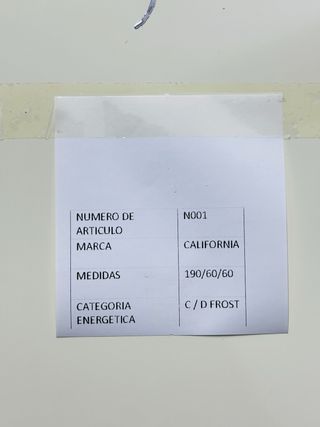 NUMERO DE ARTICULO N001
MARCA CALIFORNIA
MEDIDAS 190/60/60
CATEGORIA ENERGETICA C / D FROST